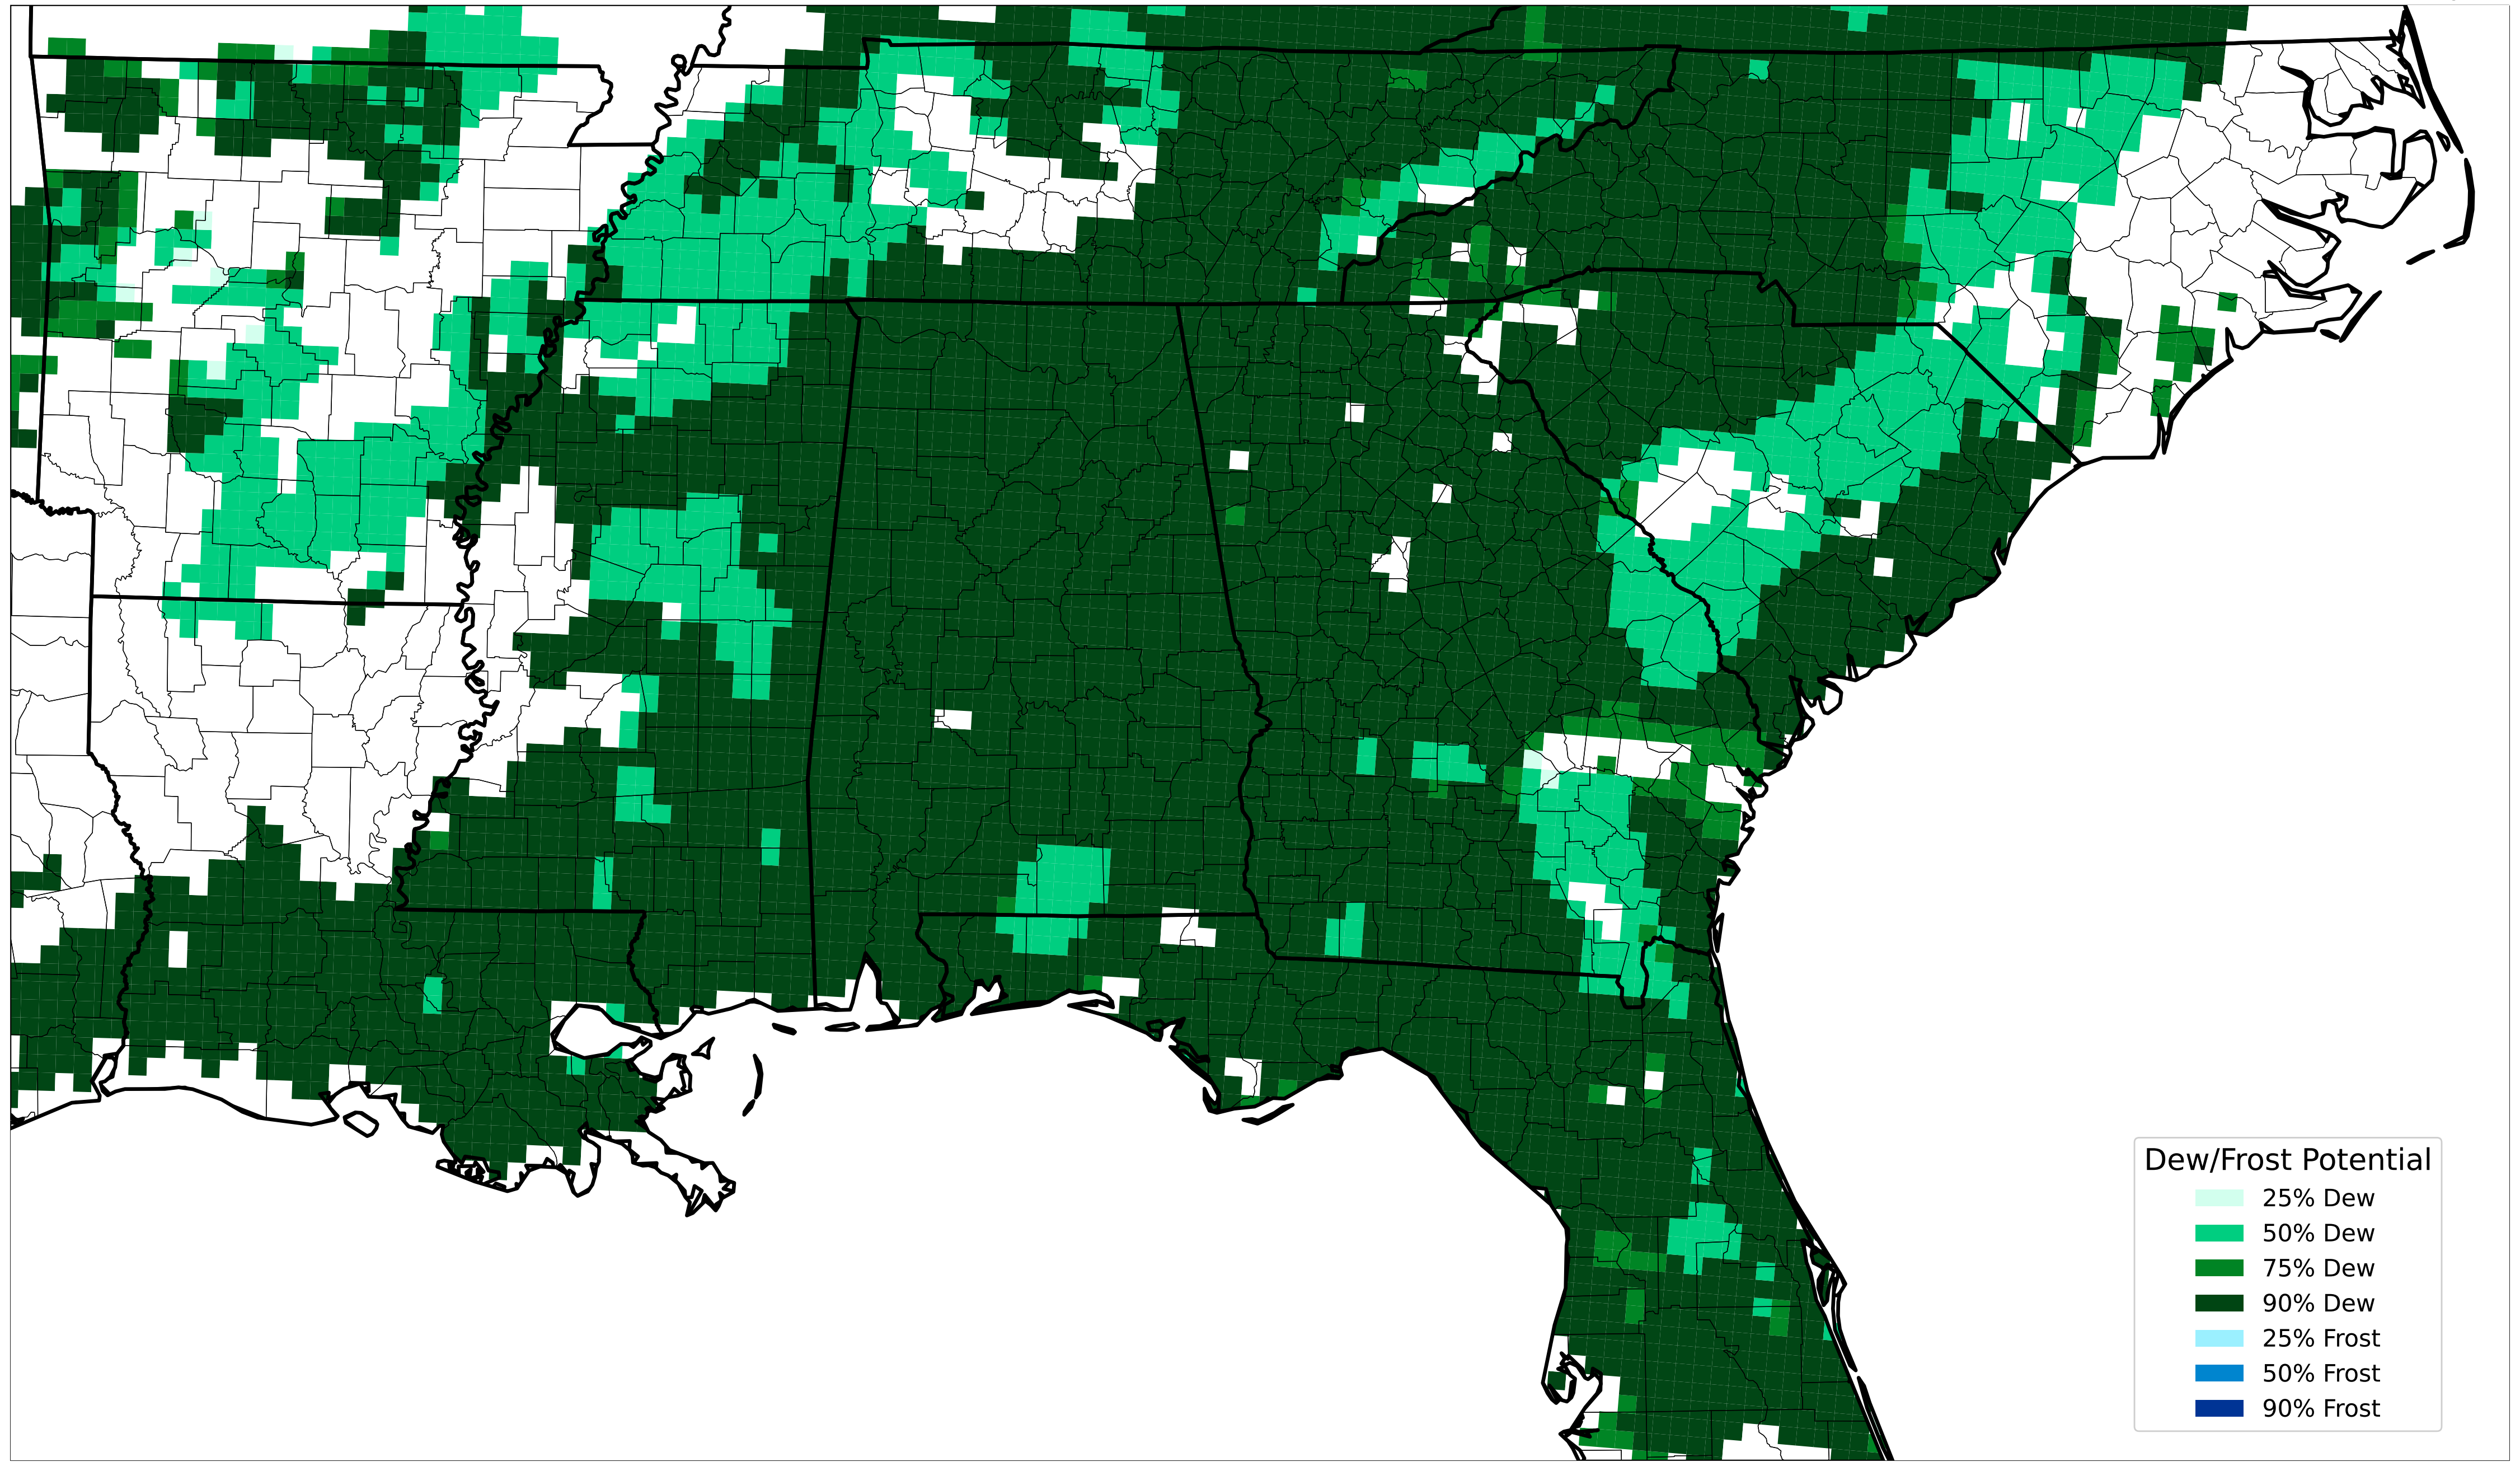 Dew/Frost Potential
25% Dew
50% Dew
75% Dew
90% Dew
25% Frost
50% Frost
90% Frost